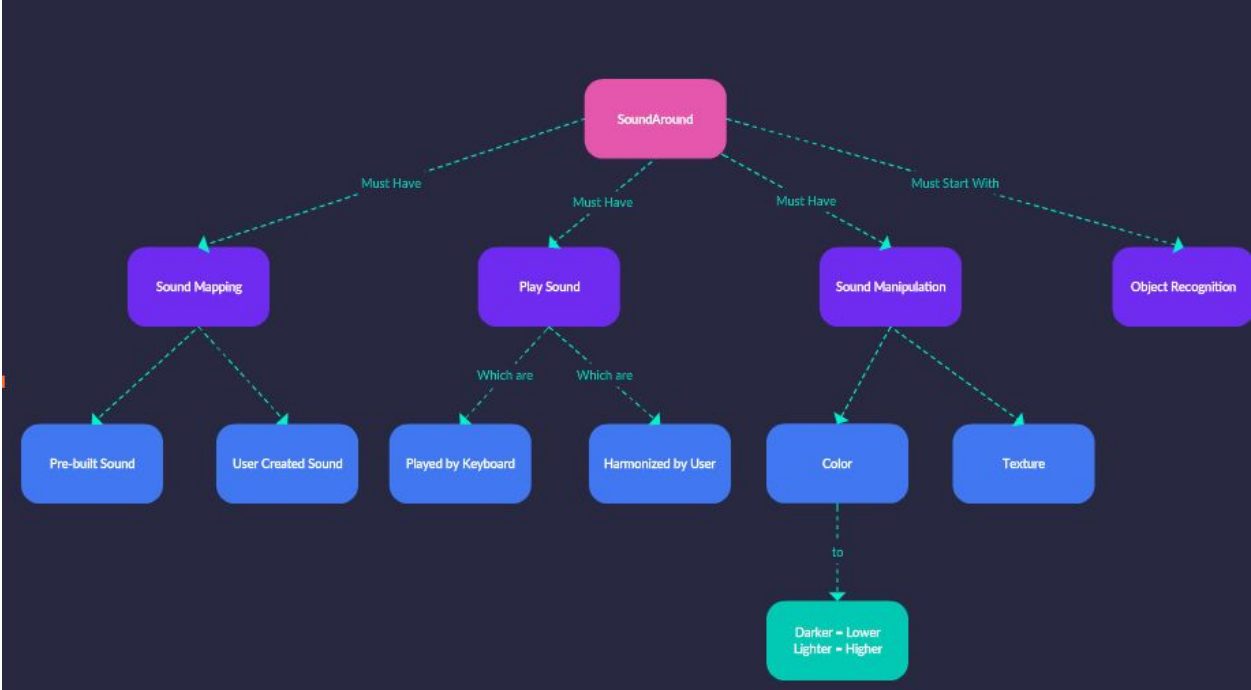 SoundAround
Must Have
Must Have
Must Have
Must Start With
Sound Mapping
Play Sound
Sound Manipulation
Object Recognition
Which are
Which are
Pre-built Sound
User Created Sound
Played by Keyboard
Harmonized by User
Color
Texture
to
Darker = Lower
Lighter = Higher